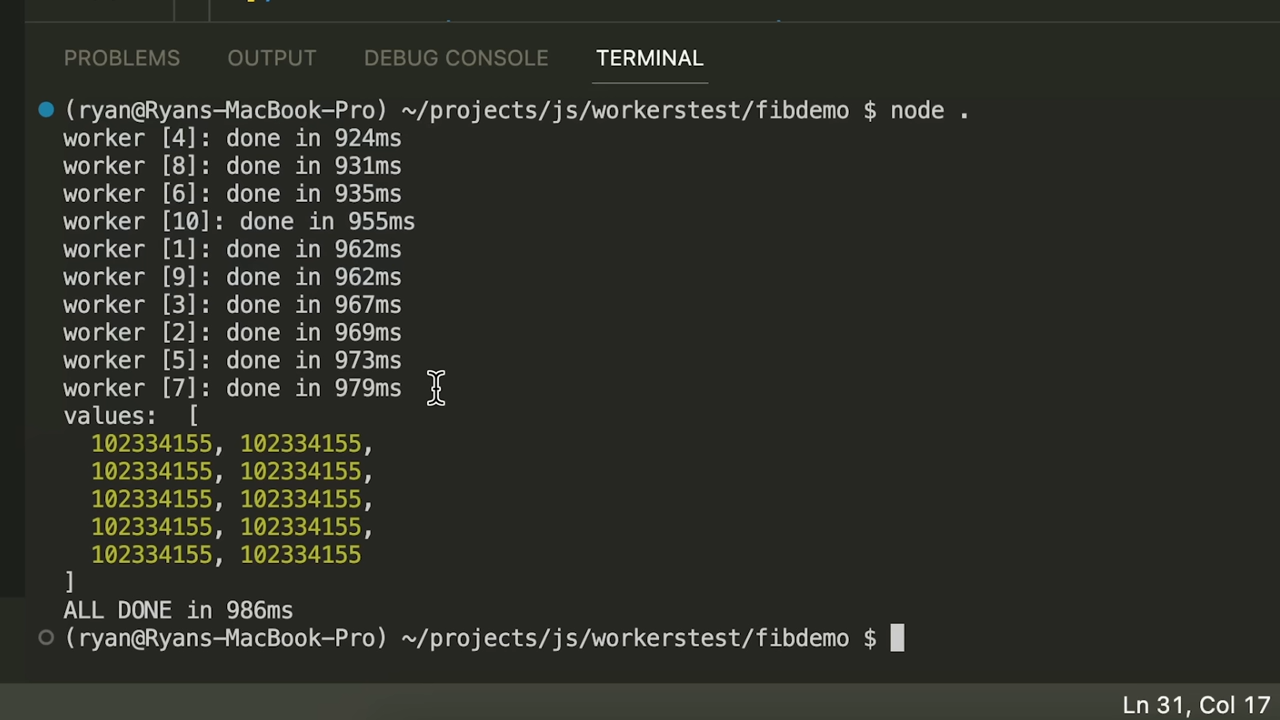 PROBLEMS OUTPUT DEBUG CONSOLE TERMINAL
(ryan@Ryans-MacBook-Pro) ~/projects/js/workerstest/fibdemo $ node .
worker [4]: done in 924ms
worker [8]: done in 931ms
worker [6]: done in 935ms
worker [10]: done in 955ms
worker [1]: done in 962ms
worker [9]: done in 962ms
worker [3]: done in 967ms
worker [2]: done in 969ms
worker [5]: done in 973ms
worker [7]: done in 979ms
values:  [
  102334155, 102334155,
  102334155, 102334155,
  102334155, 102334155,
  102334155, 102334155,
  102334155, 102334155
]
ALL DONE in 986ms
(ryan@Ryans-MacBook-Pro) ~/projects/js/workerstest/fibdemo $
Ln 31, Col 17